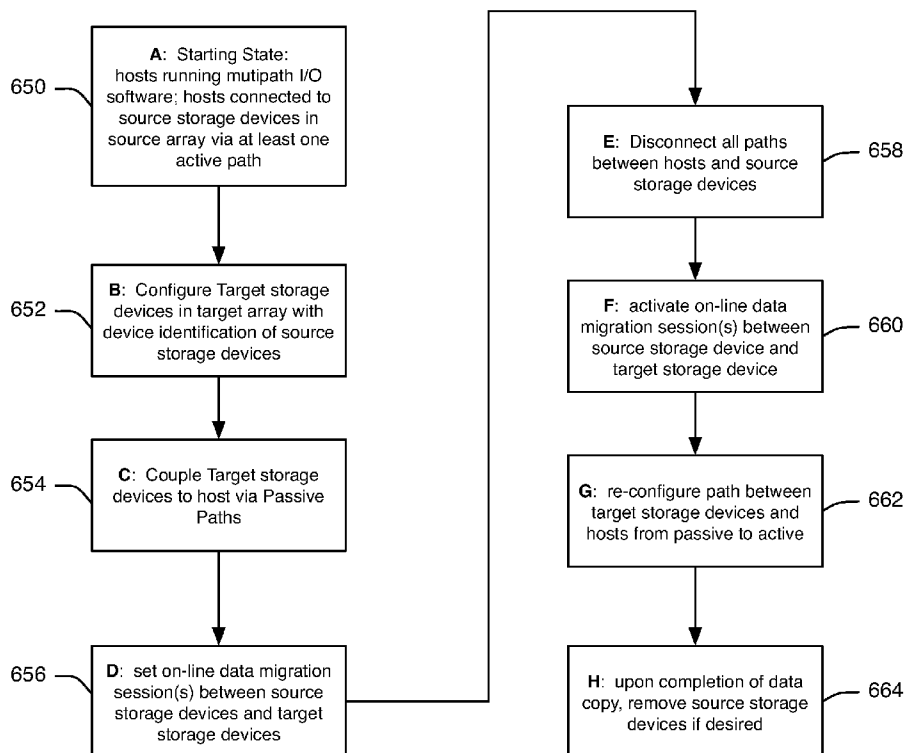 650
A: Starting State:
hosts running mutipath I/O
software; hosts connected to
source storage devices in
source array via at least one
active path
652
B: Configure Target storage
devices in target array with
device identification of source
storage devices
654
C: Couple Target storage
devices to host via Passive
Paths
656
D: set on-line data migration
session(s) between source
storage devices and target
storage devices
E: Disconnect all paths
between hosts and source
storage devices
658
F: activate on-line data
migration session(s) between
source storage device and
target storage device
660
G: re-configure path between
target storage devices and
hosts from passive to active
662
H: upon completion of data
copy, remove source storage
devices if desired
664